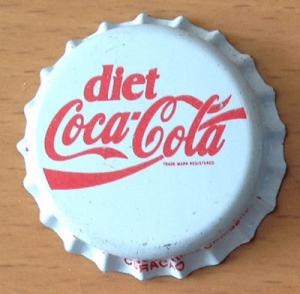 diet
Coca-Cola
TRADE MARK REGISTERED